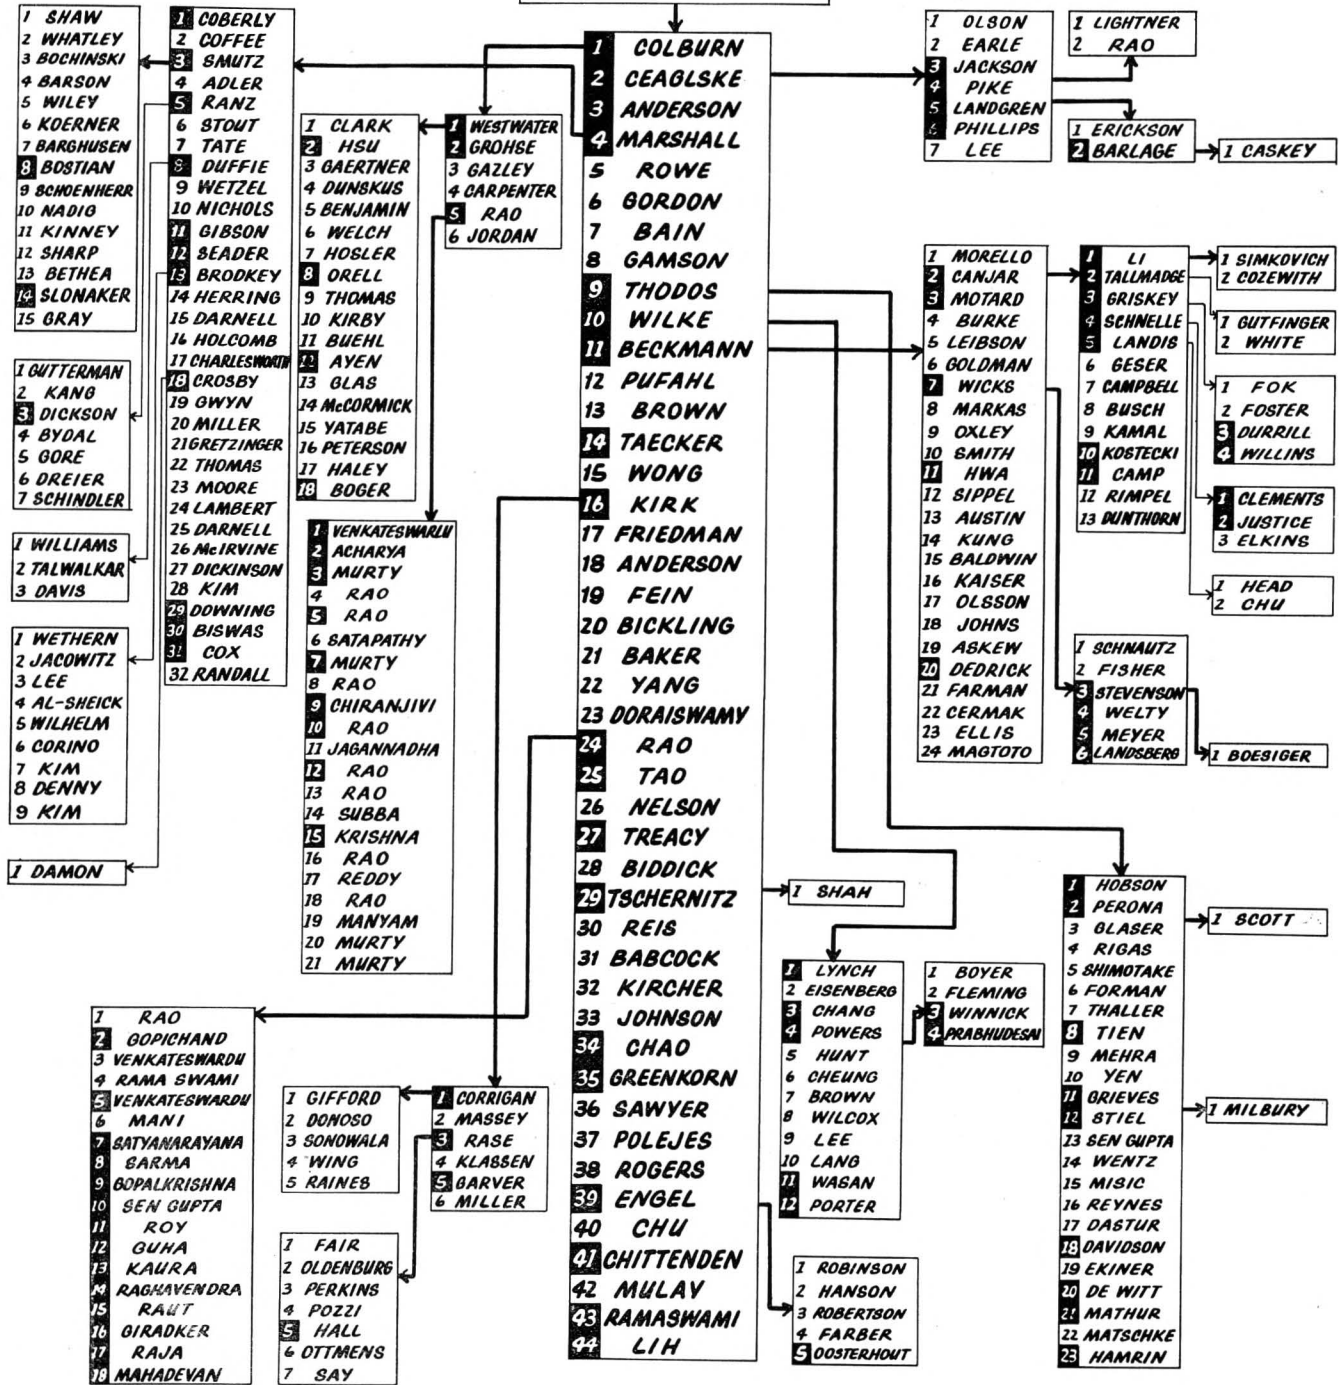 1 SHAW
2 WHATLEY
3 BOCHINSKI
4 BARSON
5 WILEY
6 KOERNER
7 BARGHUSEN
8 BOSTIAN
9 SCHOENHERR
10 NADIG
11 KINNEY
12 SHARP
13 BETHEA
14 SLONAKER
15 GRAY
1 GUTTERMAN
2 KANG
3 DICKSON
4 BYDAL
5 GORE
6 DREIER
7 SCHINDLER
1 WILLIAMS
2 TALWALKAR
3 DAVIS
1 WETHERN
2 JACOWITZ
3 LEE
4 AL-SHEICK
5 WILHELM
6 CORINO
7 KIM
8 DENNY
9 KIM
1 DAMON
1 COBERLY
2 COFFEE
3 SMUTZ
4 ADLER
5 RANZ
6 STOUT
7 TATE
8 DUFFIE
9 WETZEL
10 NICHOLS
11 GIBSON
12 SEADER
13 BRODKEY
14 HERRING
15 DARNELL
16 HOLCOMB
17 CHARLESWORTH
18 CROSBY
19 GWYN
20 MILLER
21 GRETZINGER
22 THOMAS
23 MOORE
24 LAMBERT
25 DARNELL
26 McIRVINE
27 DICKINSON
28 KIM
29 DOWNING
30 BISWAS
31 COX
32 RANDALL
1 CLARK
2 HSU
3 GAERTNER
4 DUNSKUS
5 BENJAMIN
6 WELCH
7 HOSLER
8 ORELL
9 THOMAS
10 KIRBY
11 BUEHL
12 AYEN
13 GLAS
14 McCORMICK
15 YATABE
16 PETERSON
17 HALEY
18 BOGER
1 WESTWATER
2 GROHSE
3 GAZLEY
4 CARPENTER
5 RAO
6 JORDAN
1 VENKATESWARLU
2 ACHARYA
3 MURTY
4 RAO
5 RAO
6 SATAPATHY
7 MURTY
8 RAO
9 CHIRANJIVI
10 RAO
11 JAGANNADHA
12 RAO
13 RAO
14 SUBBA
15 KRISHNA
16 RAO
17 REDDY
18 RAO
19 MANYAM
20 MURTY
21 MURTY
1 RAO
2 GOPICHAND
3 VENKATESWARDU
4 RAMA SWAMI
5 VENKATESWARDU
6 MANI
7 SATYANARAYANA
8 SARMA
9 GOPALKRISHNA
10 SEN GUPTA
11 ROY
12 GUHA
13 KAURA
14 RAGHAVENDRA
15 RAUT
16 GIRADKER
17 RAJA
18 MAHADEVAN
1 GIFFORD
2 DONOSO
3 SONOWALA
4 WING
5 RAINES
1 FAIR
2 OLDENBURG
3 PERKINS
4 POZZI
5 HALL
6 OTTMENS
7 SAY
1 CORRIGAN
2 MASSEY
3 RASE
4 KLASSEN
5 GARVER
6 MILLER
1 COLBURN
2 CEAGLSKE
3 ANDERSON
4 MARSHALL
5 ROWE
6 GORDON
7 BAIN
8 GAMSON
9 THODOS
10 WILKE
11 BECKMANN
12 PUFAHL
13 BROWN
14 TAECKER
15 WONG
16 KIRK
17 FRIEDMAN
18 ANDERSON
19 FEIN
20 BICKLING
21 BAKER
22 YANG
23 DORAISWAMY
24 RAO
25 TAO
26 NELSON
27 TREACY
28 BIDDICK
29 TSCHERNITZ
30 REIS
31 BABCOCK
32 KIRCHER
33 JOHNSON
34 CHAO
35 GREENKORN
36 SAWYER
37 POLEJES
38 ROGERS
39 ENGEL
40 CHU
41 CHITTENDEN
42 MULAY
43 RAMASWAMI
44 LIH
1 OLSON
2 EARLE
3 JACKSON
4 PIKE
5 LANDGREN
6 PHILLIPS
7 LEE
1 LIGHTNER
2 RAO
1 ERICKSON
2 BARLAGE
1 CASKEY
1 MORELLO
2 CANJAR
3 MOTARD
4 BURKE
5 LEIBSON
6 GOLDMAN
7 WICKS
8 MARKAS
9 OXLEY
10 SMITH
11 HWA
12 SIPPEL
13 AUSTIN
14 KUNG
15 BALDWIN
16 KAISER
17 OLSSON
18 JOHNS
19 ASKEW
20 DEDRICK
21 FARMAN
22 CERMAK
23 ELLIS
24 MAGTOTO
1 LI
2 TALLMADGE
3 GRISKEY
4 SCHNELLE
5 LANDIS
6 GESER
7 CAMPBELL
8 BUSCH
9 KAMAL
10 KOSTECKI
11 CAMP
12 RIMPEL
13 DUNTHORN
1 SIMKOVICH
2 COZEWITH
1 GUTFINGER
2 WHITE
1 FOK
2 FOSTER
3 DURRILL
4 WILLINS
1 CLEMENTS
2 JUSTICE
3 ELKINS
1 HEAD
2 CHU
1 SCHNAUTZ
2 FISHER
3 STEVENSON
4 WELTY
5 MEYER
6 LANDSBERG
1 BOESIGER
1 SHAH
1 LYNCH
2 EISENBERG
3 CHANG
4 POWERS
5 HUNT
6 CHEUNG
7 BROWN
8 WILCOX
9 LEE
10 LANG
11 WASAN
12 PORTER
1 BOYER
2 FLEMING
3 WINNICK
4 PRABHUDESAI
1 ROBINSON
2 HANSON
3 ROBERTSON
4 FARBER
5 OOSTERHOUT
1 HOBSON
2 PERONA
3 GLASER
4 RIGAS
5 SHIMOTAKE
6 FORMAN
7 THALLER
8 TIEN
9 MEHRA
10 YEN
11 GRIEVES
12 STIEL
13 SEN GUPTA
14 WENTZ
15 MISIC
16 REYNES
17 DASTUR
18 DAVIDSON
19 EKINER
20 DE WITT
21 MATHUR
22 MATSCHKE
23 HAMRIN
1 SCOTT
1 MILBURY